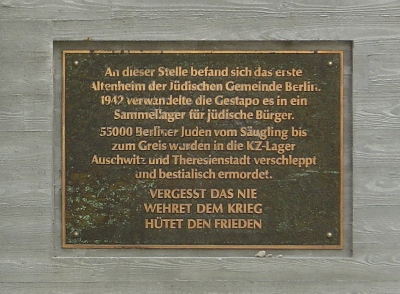 An dieser Stelle befand sich das erste
Altenheim der Jüdischen Gemeinde Berlin.
1942 verwandelte die Gestapo es in ein
Sammellager für jüdische Bürger.
55000 Berliner Juden vom Säugling bis
zum Greis wurden in die KZ-Lager
Auschwitz und Theresienstadt verschleppt
und bestialisch ermordet.
VERGESST DAS NIE
WEHRET DEM KRIEG
HÜTET DEN FRIEDEN